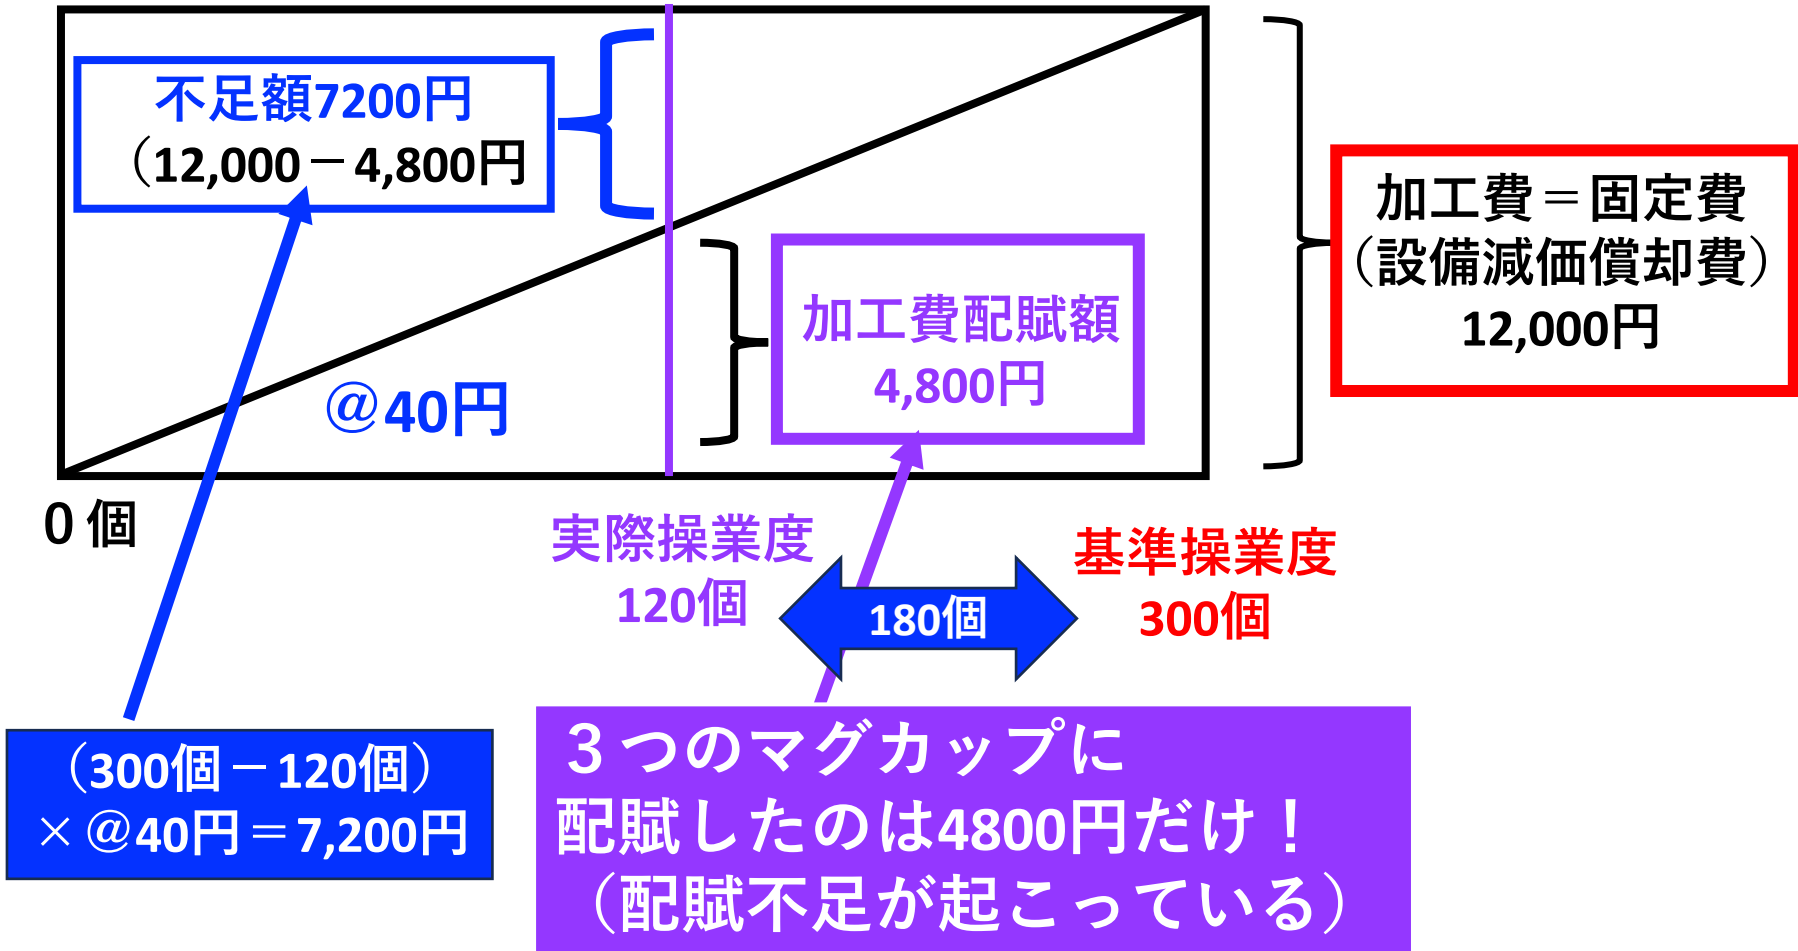 不足額7200円
（12,000－4,800円
加工費＝固定費
（設備減価償却費）
12,000円
加工費配賦額
4,800円
＠40円
0個
実際操業度
120個
基準操業度
300個
180個
（300個－120個）
×＠40円＝7,200円
３つのマグカップに
配賦したのは4800円だけ！
（配賦不足が起こっている）